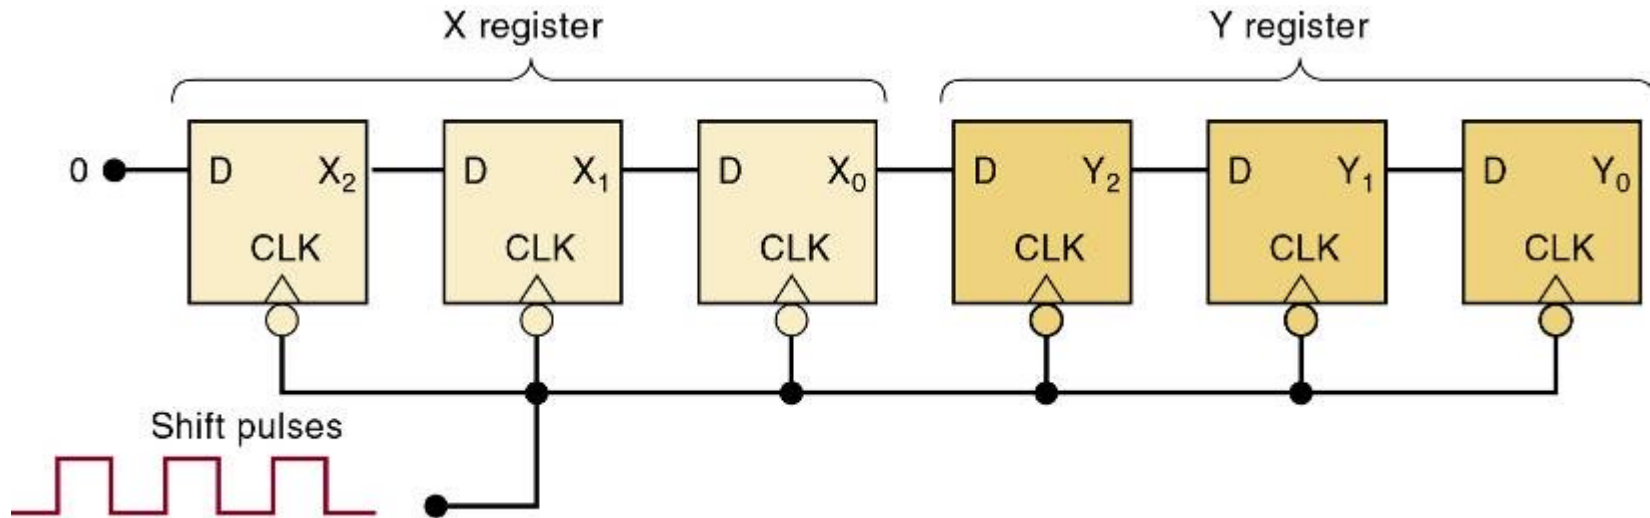 X register
Y register
0
D X₂
D X₁
D X₀
D Y₂
D Y₁
D Y₀
CLK
CLK
CLK
CLK
CLK
CLK
Shift pulses